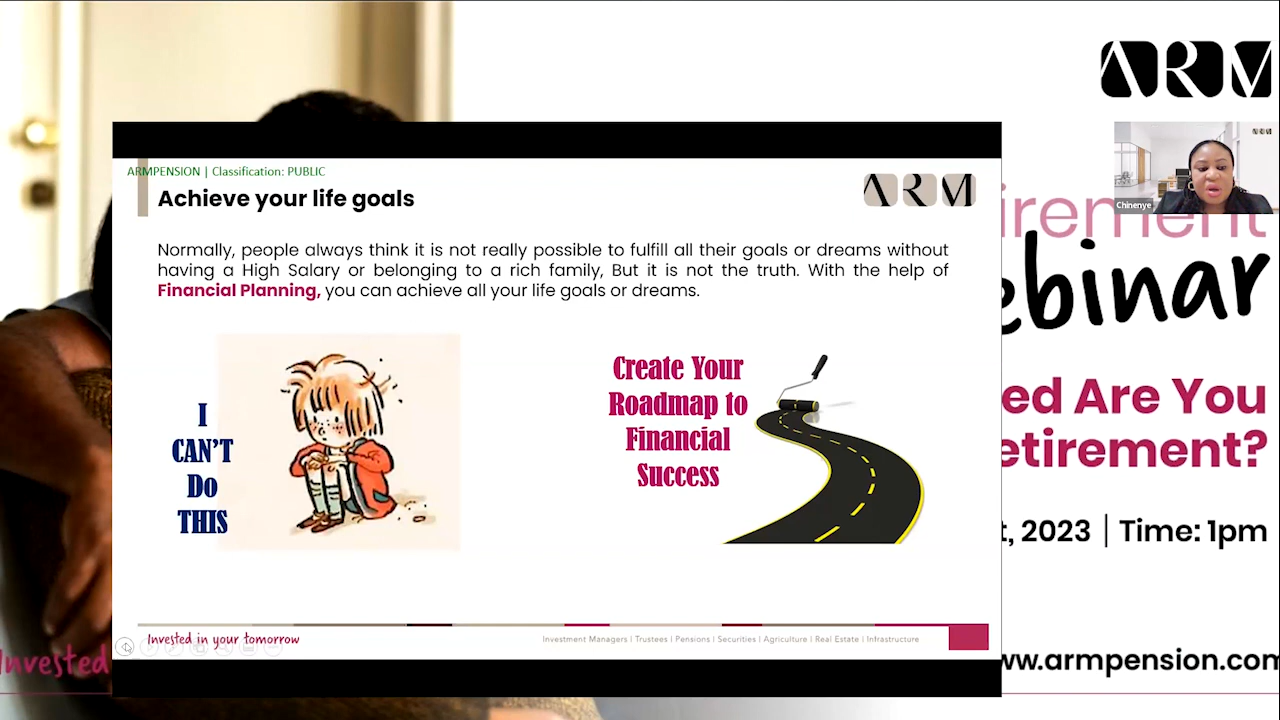 ARM
ARMPENSION | Classification: PUBLIC
Achieve your life goals
ARM
Normally, people always think it is not really possible to fulfill all their goals or dreams without
having a High Salary or belonging to a rich family, But it is not the truth. With the help of
Financial Planning, you can achieve all your life goals or dreams.
I
CAN'T
Do
THIS
Create Your
Roadmap to
Financial
Success
Invested in your tomorrow
Investment Managers | Trustees | Pensions | Securities | Agriculture | Real Estate | Infrastructure
ARM
Chinenye
irement
ebinar
ed Are You
etirement?
t, 2023 | Time: 1pm
Invested
ww.armpension.com